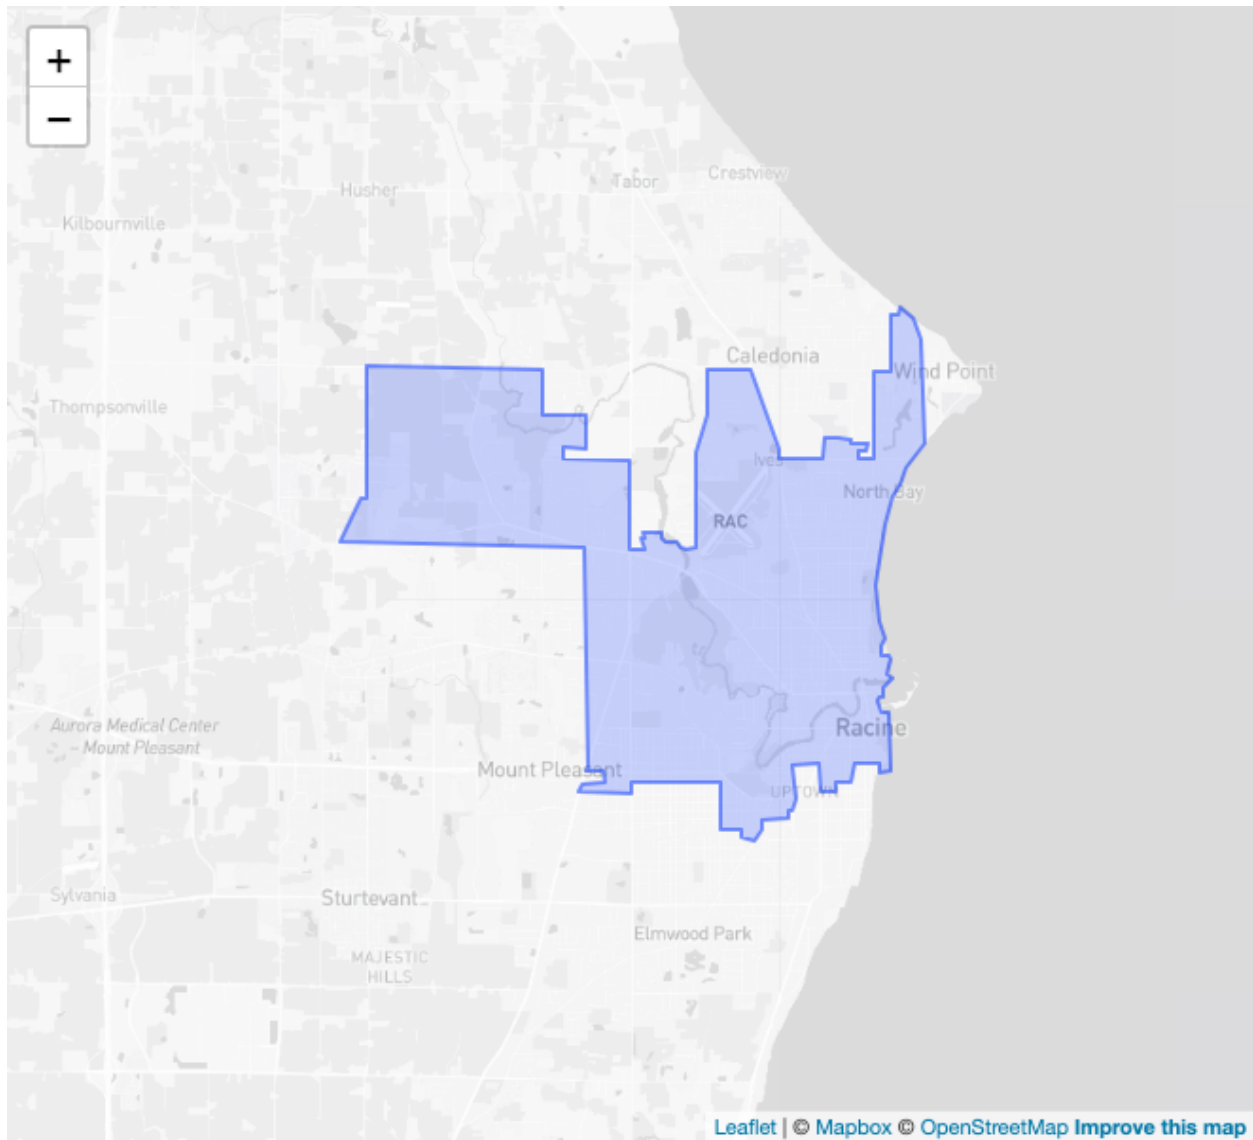 +
−
Crestview
Tabor
Husher
Kilbournville
Caledonia
Wind Point
Thompsonville
Ives
North Bay
RAC
Aurora Medical Center
- Mount Pleasant
Racine
Mount Pleasant
UPTOWN
Sylvania
Sturtevant
Elmwood Park
MAJESTIC
HILLS
Leaflet | © Mapbox © OpenStreetMap Improve this map